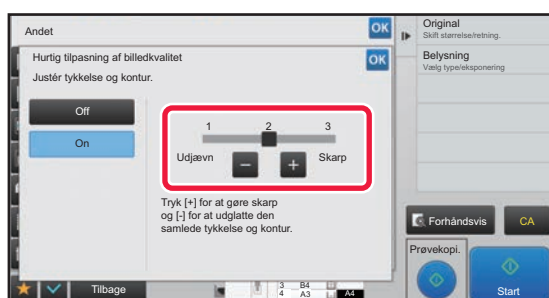 Andet
OK
Hurtig tilpasning af billedkvalitet
OK
Justér tykkelse og kontur.
Off
On
1 2 3
Udjævn
Skarp
Tryk [+] for at gøre skarp
og [-] for at udglatte den
samlede tykkelse og kontur.
Original
Skift størrelse/retning.
Belysning
Vælg type/eksponering
Forhåndsvis
CA
Prøvekopi.
Start
Tilbage
3 B4
4 A3
A4